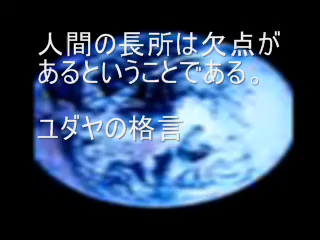 人間の長所は欠点が
あるということである。
ユダヤの格言